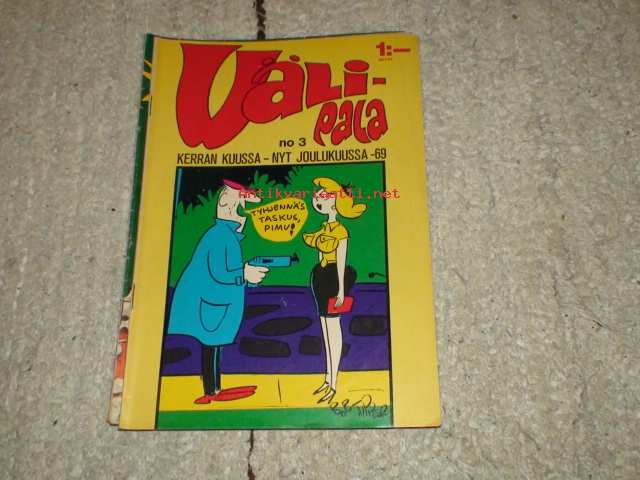 VÄLI-
PALA
1:—
no 3
KERRAN KUUSSA - NYT JOULUKUUSSA -69
Antikvariaatti.net
TYHJENNÄS
TASKUS,
PIMU!